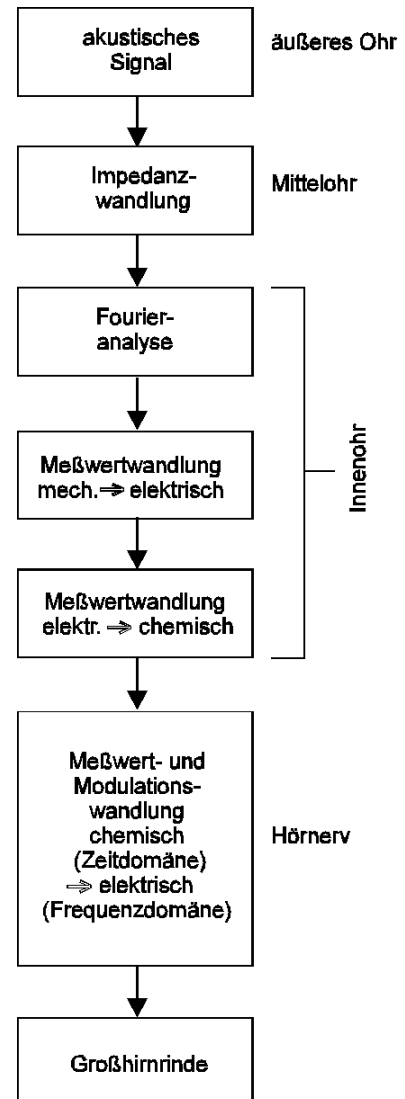 akustisches
Signal
äußeres Ohr
Impedanz-
wandlung
Mittelohr
Fourier-
analyse
Meßwertwandlung
mech. ⇒ elektrisch
Meßwertwandlung
elektr. ⇒ chemisch
Innenohr
Meßwert- und
Modulations-
wandlung
chemisch
(Zeitdomäne)
⇒ elektrisch
(Frequenzdomäne)
Hörnerv
Großhirnrinde